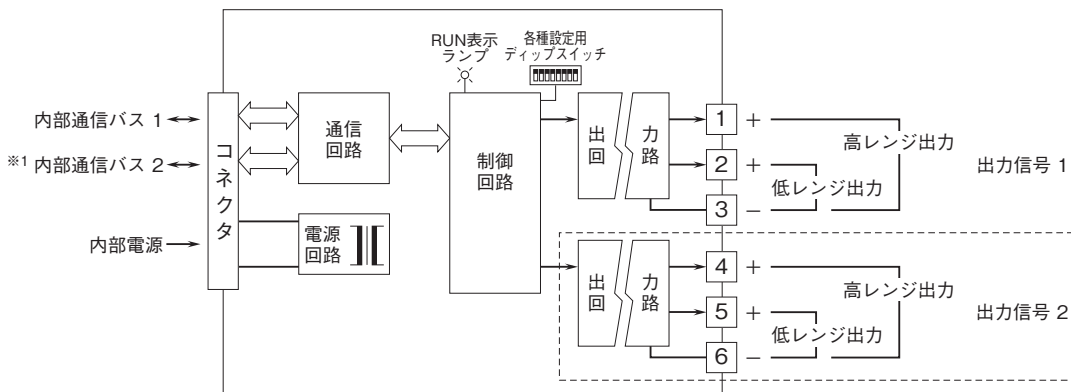 RUN表示
ランプ
各種設定用
ディップスイッチ
内部通信バス 1
※1 内部通信バス 2
内部電源
コネクタ
通信
回路
電源
回路
制御
回路
出力
回路
1 +
2 +
3 −
高レンジ出力
低レンジ出力
出力信号 1
出力
回路
4 +
5 +
6 −
高レンジ出力
低レンジ出力
出力信号 2